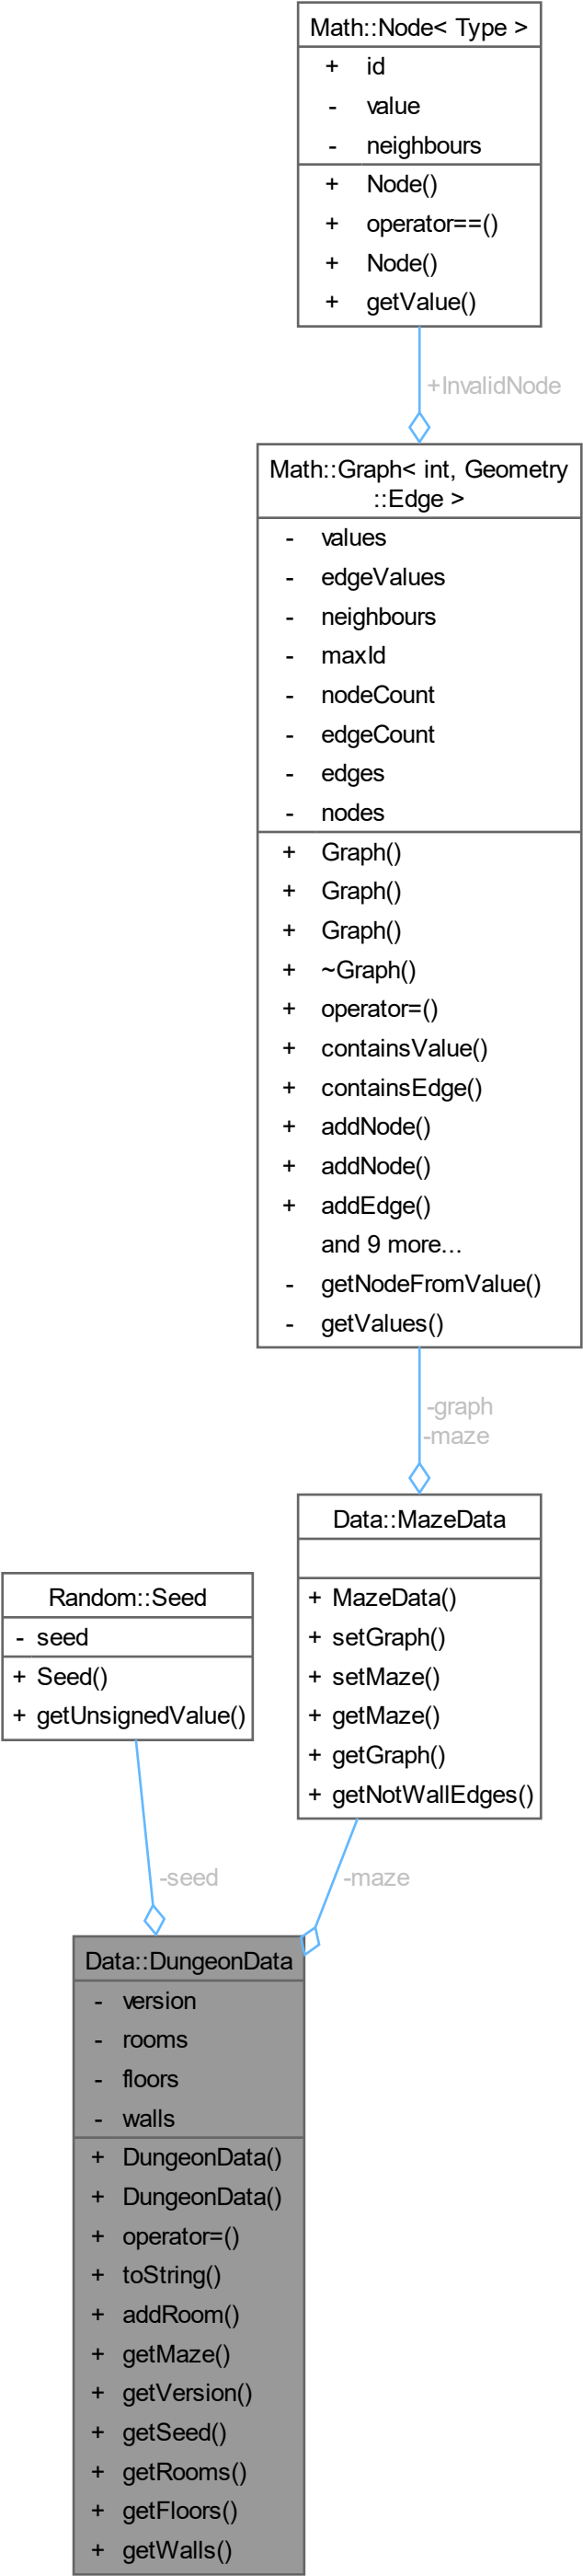 Math::Node< Type >
+ id
- value
- neighbours
+ Node()
+ operator==()
+ Node()
+ getValue()
+InvalidNode
Math::Graph< int, Geometry
::Edge >
- values
- edgeValues
- neighbours
- maxId
- nodeCount
- edgeCount
- edges
- nodes
+ Graph()
+ Graph()
+ Graph()
+ ~Graph()
+ operator=()
+ containsValue()
+ containsEdge()
+ addNode()
+ addNode()
+ addEdge()
and 9 more...
- getNodeFromValue()
- getValues()
-graph
-maze
Data::MazeData
+ MazeData()
+ setGraph()
+ setMaze()
+ getMaze()
+ getGraph()
+ getNotWallEdges()
Random::Seed
- seed
+ Seed()
+ getUnsignedValue()
-seed
-maze
Data::DungeonData
- version
- rooms
- floors
- walls
+ DungeonData()
+ DungeonData()
+ operator=()
+ toString()
+ addRoom()
+ getMaze()
+ getVersion()
+ getSeed()
+ getRooms()
+ getFloors()
+ getWalls()